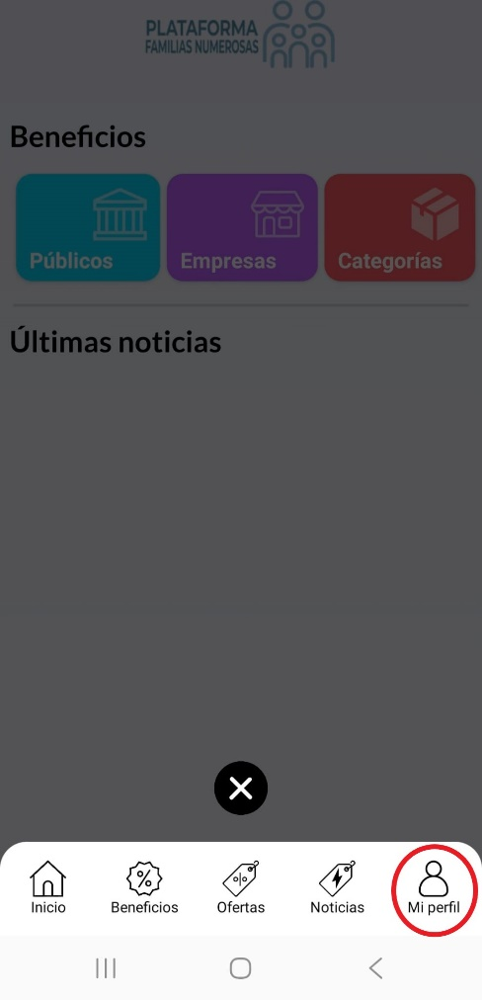 PLATAFORMA
FAMILIAS NUMEROSAS
Beneficios
Públicos
Empresas
Categorías
Últimas noticias
Inicio
Beneficios
Ofertas
Noticias
Mi perfil